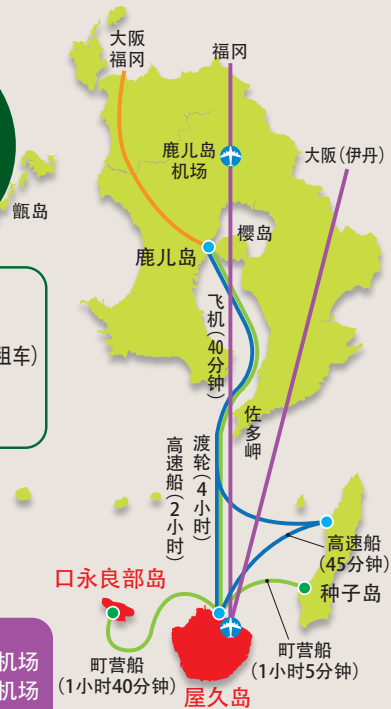 大阪
福冈
福冈
鹿儿岛
机场
大阪(伊丹)
甑岛
樱岛
鹿儿岛
租车)
飞机(40分钟)
佐多岬
渡轮(4小时)
高速船(2小时)
高速船
(45分钟)
口永良部岛
种子岛
町营船
(1小时40分钟)
町营船
(1小时5分钟)
屋久岛
机场
机场